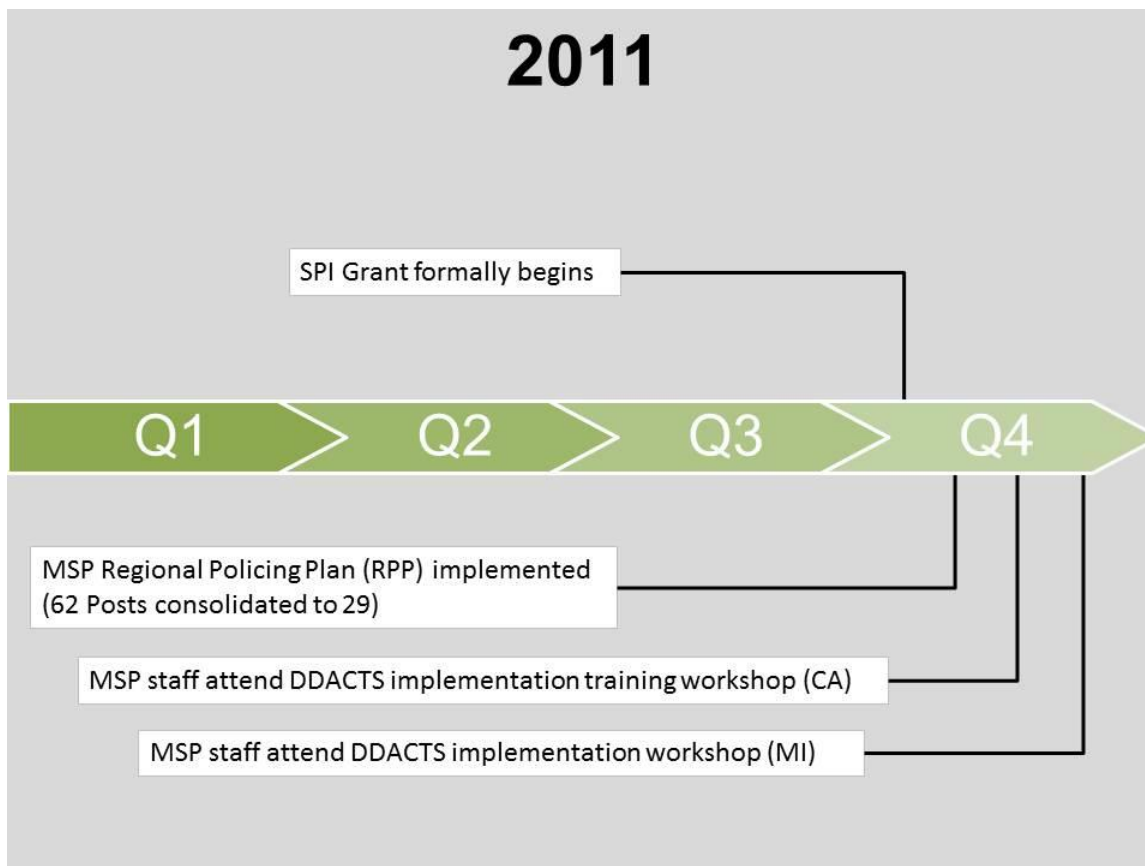 2011
SPI Grant formally begins
Q1 Q2 Q3 Q4
MSP Regional Policing Plan (RPP) implemented
(62 Posts consolidated to 29)
MSP staff attend DDACTS implementation training workshop (CA)
MSP staff attend DDACTS implementation workshop (MI)